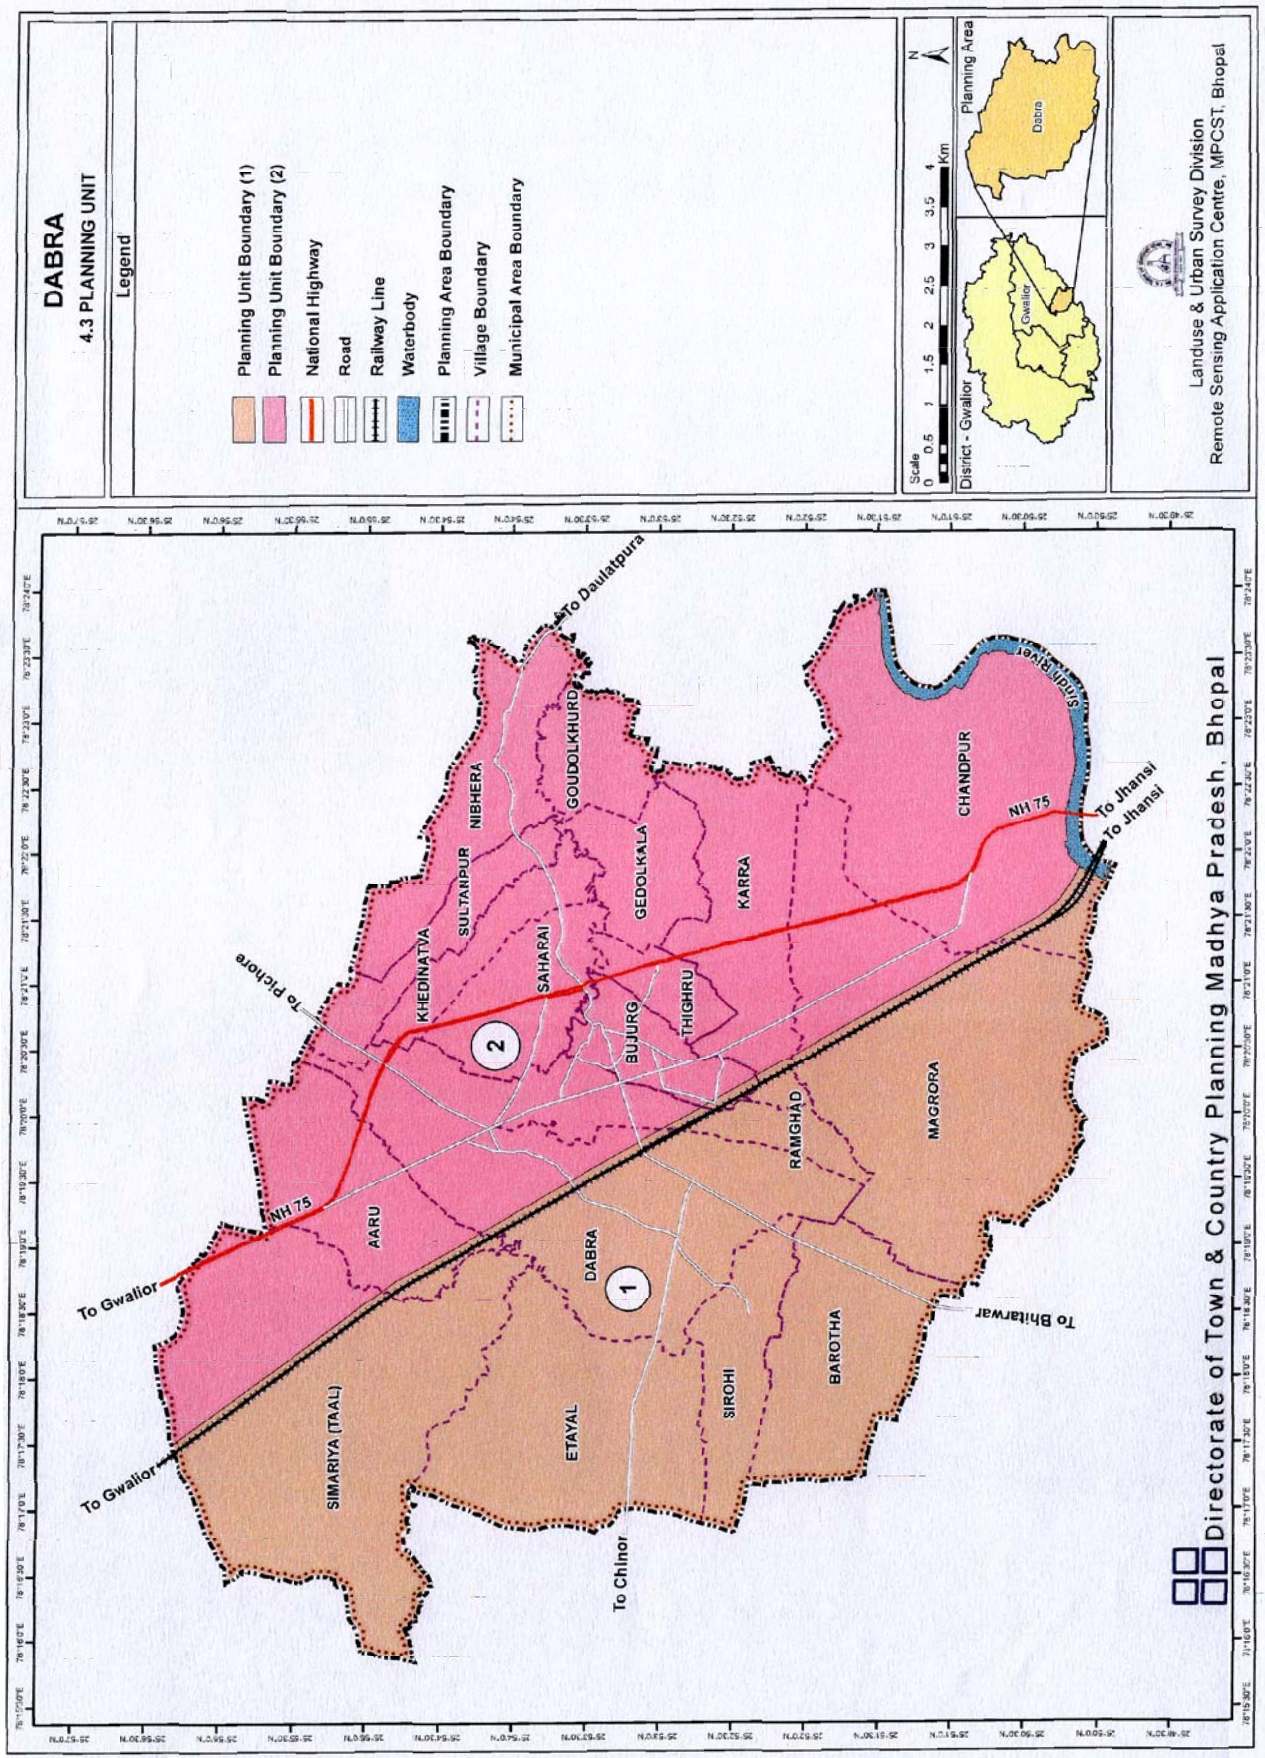 DABRA
4.3 PLANNING UNIT
Legend
Planning Unit Boundary (1)
Planning Unit Boundary (2)
National Highway
Road
Railway Line
Waterbody
Planning Area Boundary
Village Boundary
Municipal Area Boundary
N
Scale
0 0.5 1 1.5 2 2.5 3 3.5 4
Km
District - Gwalior
Gwalior
Planning Area
Dabra
Landuse & Urban Survey Division
Remote Sensing Application Centre, MPCST, Bhopal
To Gwalior
To Gwalior
NH 75
To Pichore
To Daulatpura
To Chinor
To Bhitarwar
NH 75
To Jhansi
To Jhansi
Sindh River
SIMARIYA (TAAL)
AARU
KHEDINATVA
SULTANPUR
NIBHERA
SAHARAI
GOUDOLKHURD
2
ETAYAL
DABRA
1
BUJURG
GEDOLKALA
THIGHRU
KARRA
SIROHI
RAMGHAD
BAROTHA
MAGRORA
CHANDPUR
Directorate of Town & Country Planning Madhya Pradesh, Bhopal